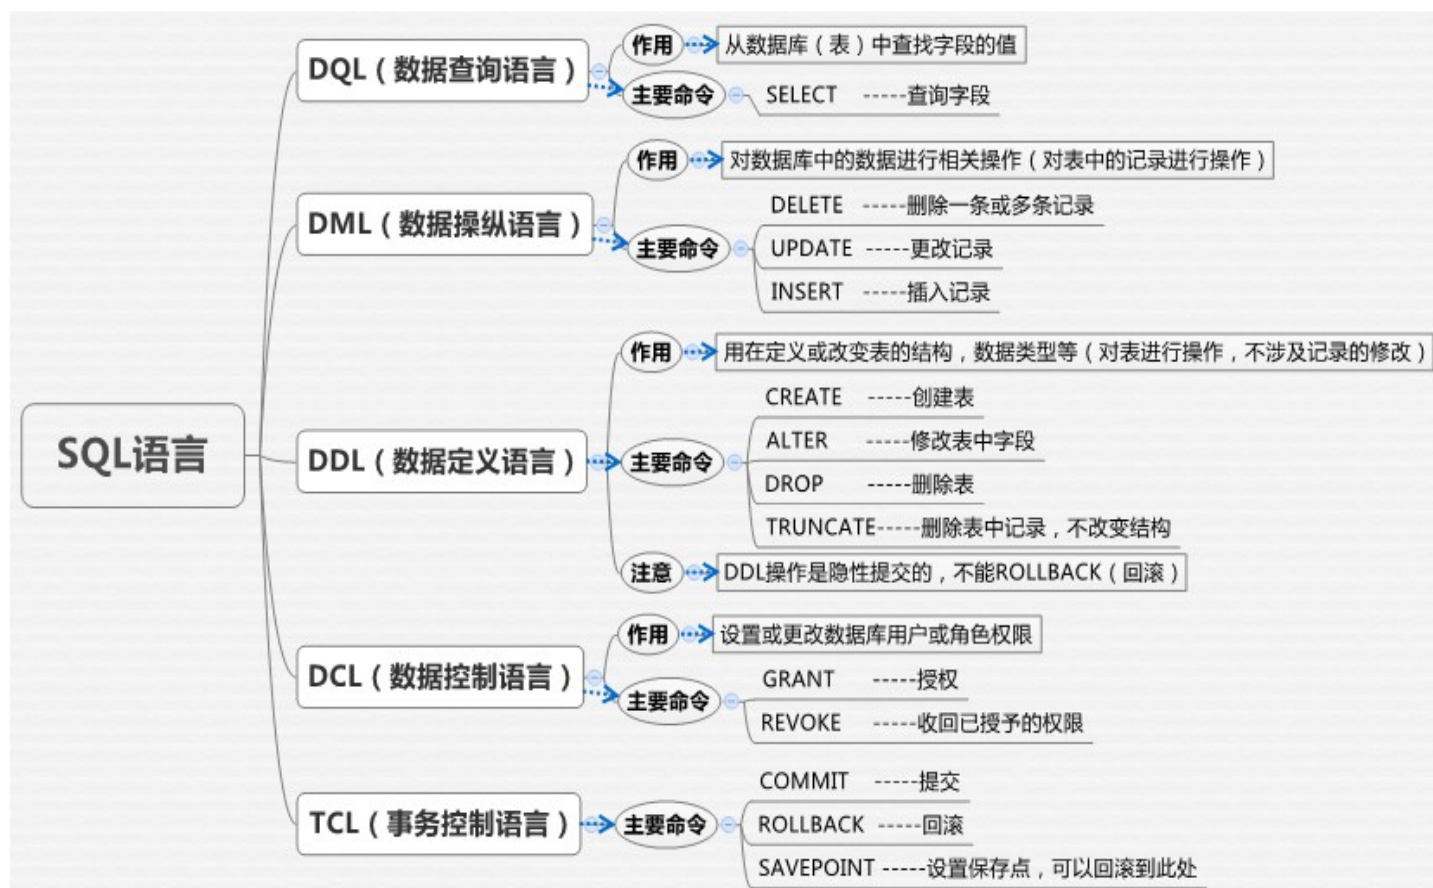 SQL语言
DQL（数据查询语言）
作用
从数据库（表）中查找字段的值
主要命令
SELECT -----查询字段
DML（数据操纵语言）
作用
对数据库中的数据进行相关操作（对表中的记录进行操作）
主要命令
DELETE -----删除一条或多条记录
UPDATE -----更改记录
INSERT -----插入记录
DDL（数据定义语言）
作用
用在定义或改变表的结构，数据类型等（对表进行操作，不涉及记录的修改）
主要命令
CREATE -----创建表
ALTER -----修改表中字段
DROP -----删除表
TRUNCATE-----删除表中记录，不改变结构
注意
DDL操作是隐性提交的，不能ROLLBACK（回滚）
DCL（数据控制语言）
作用
设置或更改数据库用户或角色权限
主要命令
GRANT -----授权
REVOKE -----收回已授予的权限
TCL（事务控制语言）
主要命令
COMMIT -----提交
ROLLBACK -----回滚
SAVEPOINT -----设置保存点，可以回滚到此处